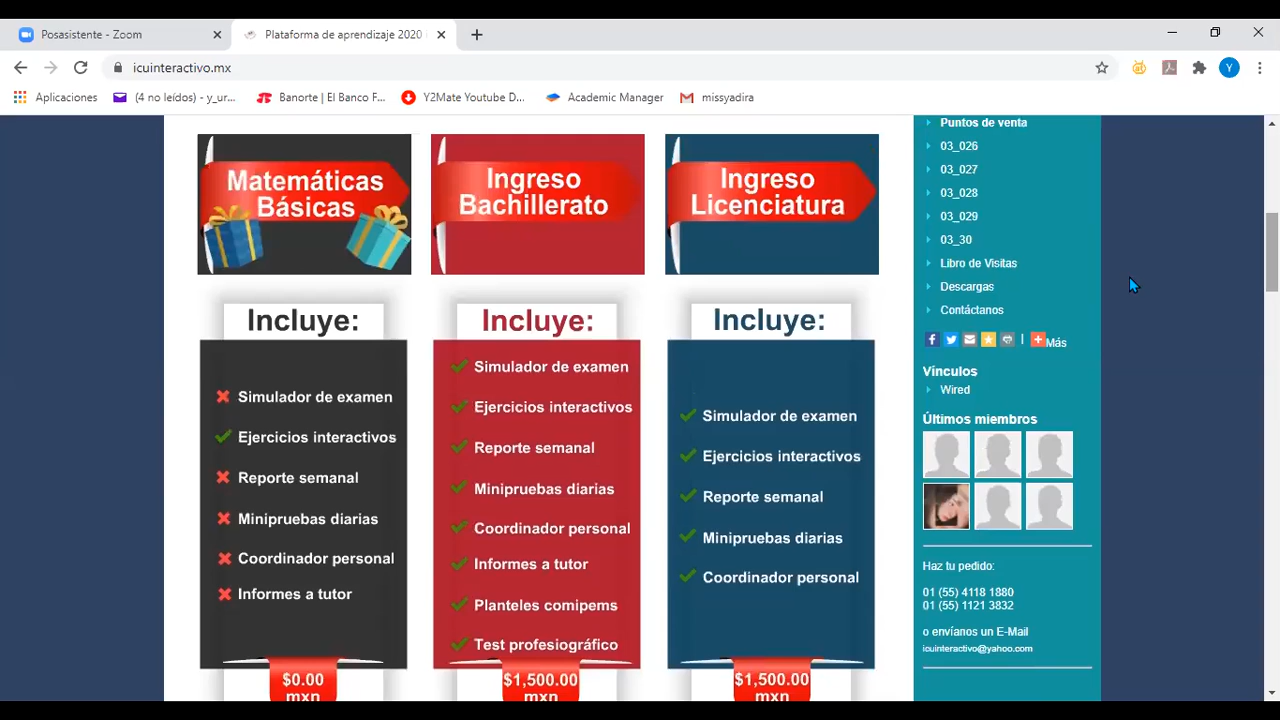 Posasistente - Zoom
Plataforma de aprendizaje 2020
icuinteractivo.mx
Y
Aplicaciones
(4 no leídos) - y_ur...
Banorte | El Banco F...
Y2Mate Youtube D...
Academic Manager
missyadira
Matemáticas
Básicas
Incluye:
Simulador de examen
Ejercicios interactivos
Reporte semanal
Minipruebas diarias
Coordinador personal
Informes a tutor
$0.00
mxn
Ingreso
Bachillerato
Incluye:
Simulador de examen
Ejercicios interactivos
Reporte semanal
Minipruebas diarias
Coordinador personal
Informes a tutor
Planteles comipems
Test profesiográfico
$1,500.00
mxn
Ingreso
Licenciatura
Incluye:
Simulador de examen
Ejercicios interactivos
Reporte semanal
Minipruebas diarias
Coordinador personal
$1,500.00
mxn
Puntos de venta
03_026
03_027
03_028
03_029
03_30
Libro de Visitas
Descargas
Contáctanos
Más
Vínculos
Wired
Últimos miembros
Haz tu pedido:
01 (55) 4118 1880
01 (55) 1121 3832
o envíanos un E-Mail
icuinteractivo@yahoo.com